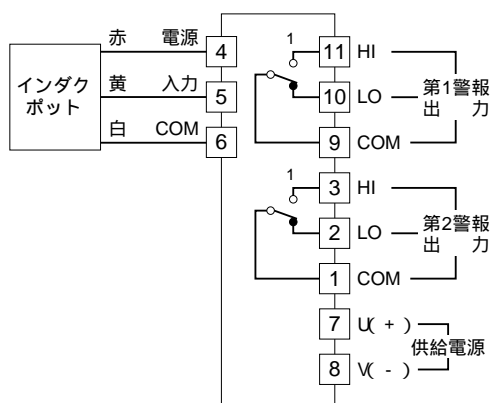 インダク
ポット
赤 電源 4
黄 入力 5
白 COM 6
1
11 HI
10 LO
9 COM
第1警報
出 力
1
3 HI
2 LO
1 COM
第2警報
出 力
7 U( + )
8 V( - )
供給電源